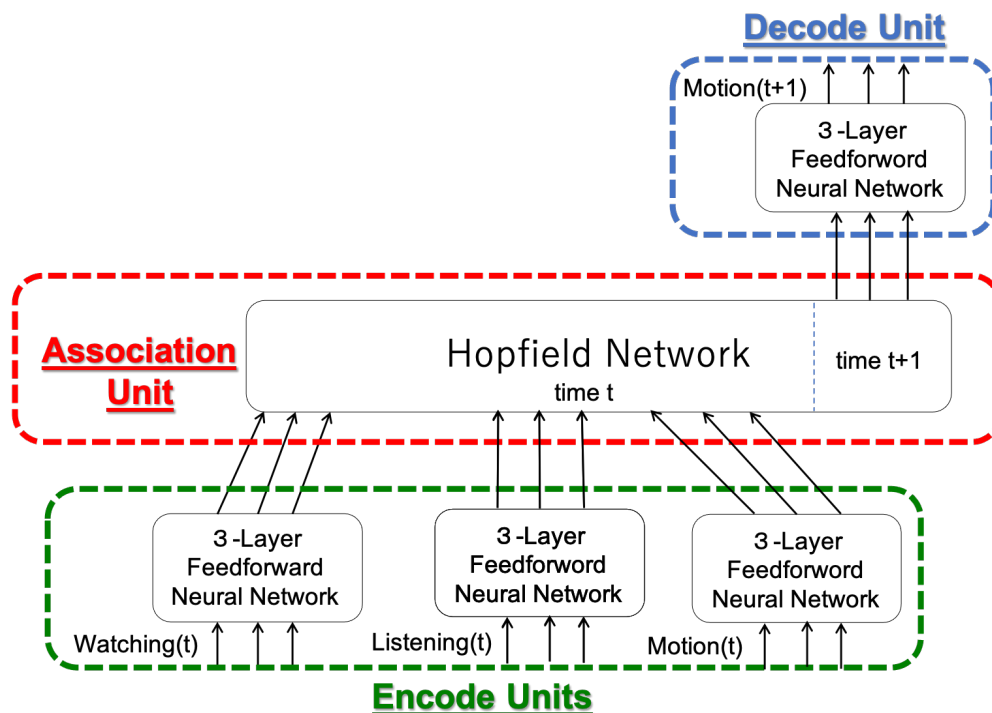 Decode Unit
Motion(t+1)
３-Layer
Feedforword
Neural Network
Association
Unit
Hopfield Network
time t
time t+1
３-Layer
Feedforward
Neural Network
３-Layer
Feedforword
Neural Network
３-Layer
Feedforword
Neural Network
Watching(t)
Listening(t)
Motion(t)
Encode Units